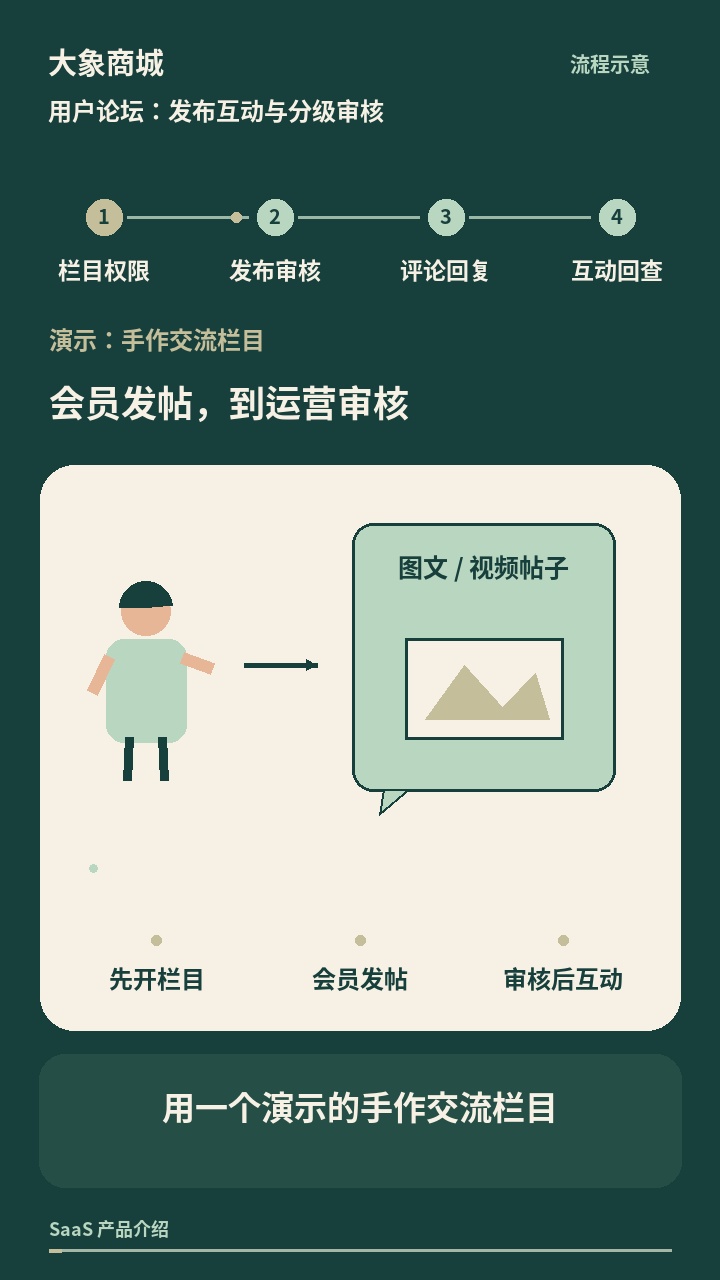 大象商城
流程示意
用户论坛：发布互动与分级审核
1 2 3 4
栏目权限 发布审核 评论回复 互动回查
演示：手作交流栏目
会员发帖，到运营审核
图文 / 视频帖子
先开栏目 会员发帖 审核后互动
用一个演示的手作交流栏目
SaaS 产品介绍